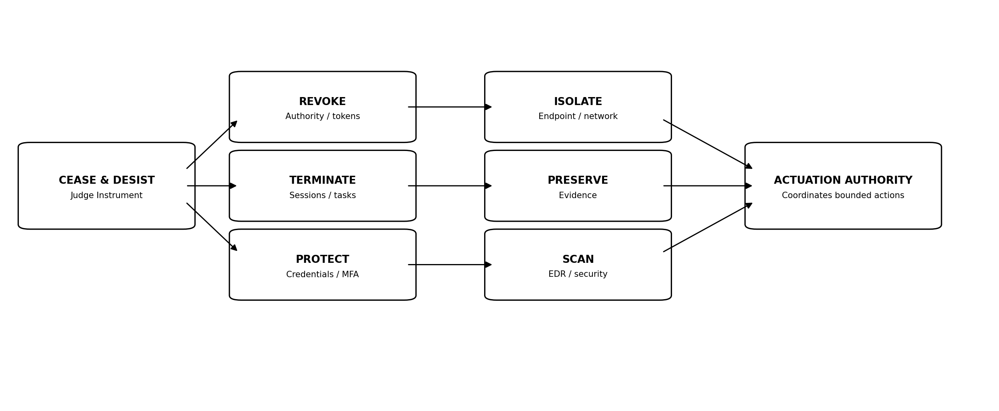 CEASE & DESIST
Judge Instrument
REVOKE
Authority / tokens
TERMINATE
Sessions / tasks
PROTECT
Credentials / MFA
ISOLATE
Endpoint / network
PRESERVE
Evidence
SCAN
EDR / security
ACTUATION AUTHORITY
Coordinates bounded actions